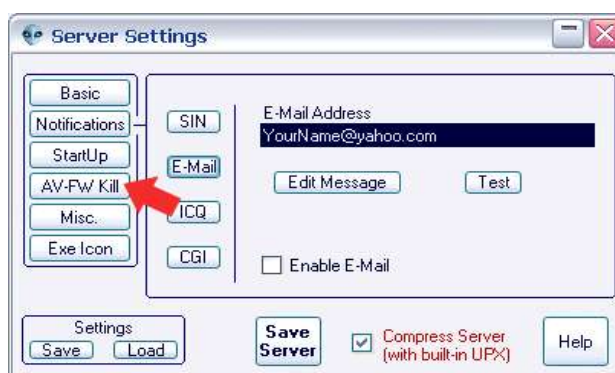 Server Settings
Basic
Notifications
StartUp
AV-FW Kill
Misc.
Exe Icon
SIN
E-Mail
ICQ
CGI
E-Mail Address
YourName@yahoo.com
Edit Message
Test
Enable E-Mail
Settings
Save
Load
Save
Server
Compress Server
(with built-in UPX)
Help